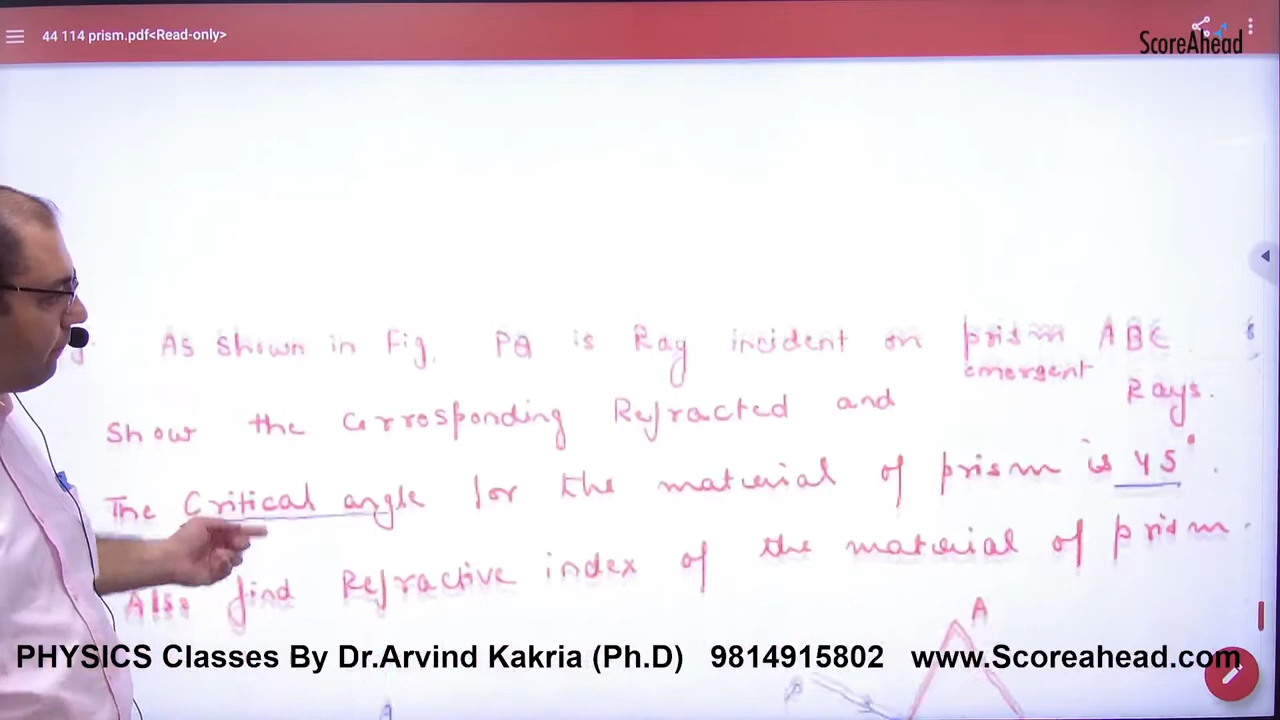 44 114 prism.pdf<Read-only>
ScoreAhead
As shown in Fig, PQ is Ray incident on prism ABC.
Show the Corresponding Refracted and emergent Rays.
The Critical angle for the material of prism is 45°.
Also find Refractive index of the material of prism.
A
P
PHYSICS Classes By Dr.Arvind Kakria (Ph.D) 9814915802 www.Scoreahead.com